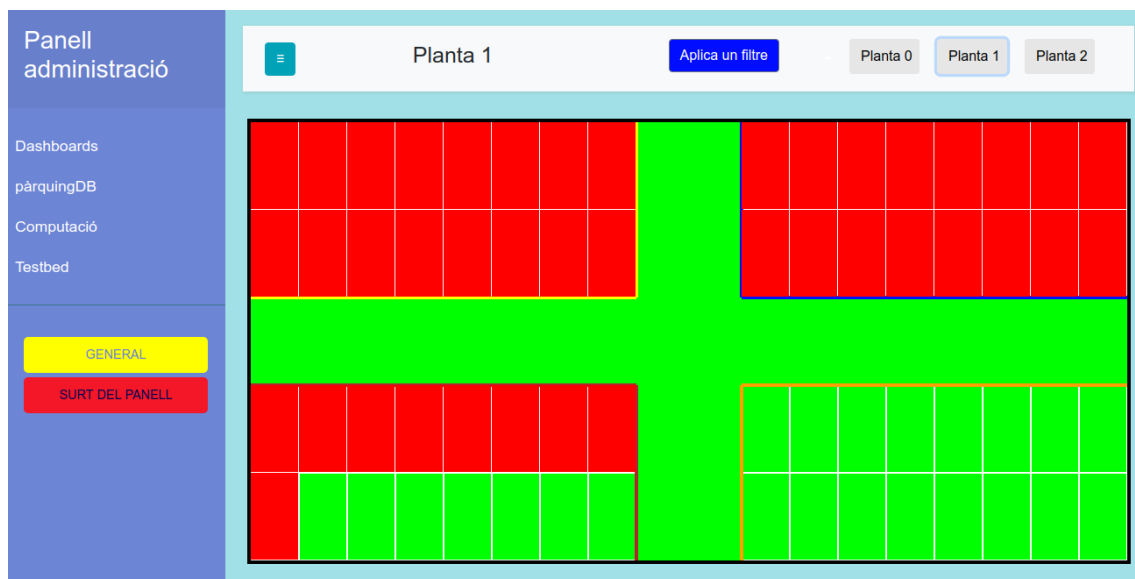 Panell
administració
Planta 1
Aplica un filtre
Planta 0
Planta 1
Planta 2
Dashboards
pàrquingDB
Computació
Testbed
GENERAL
SURT DEL PANELL